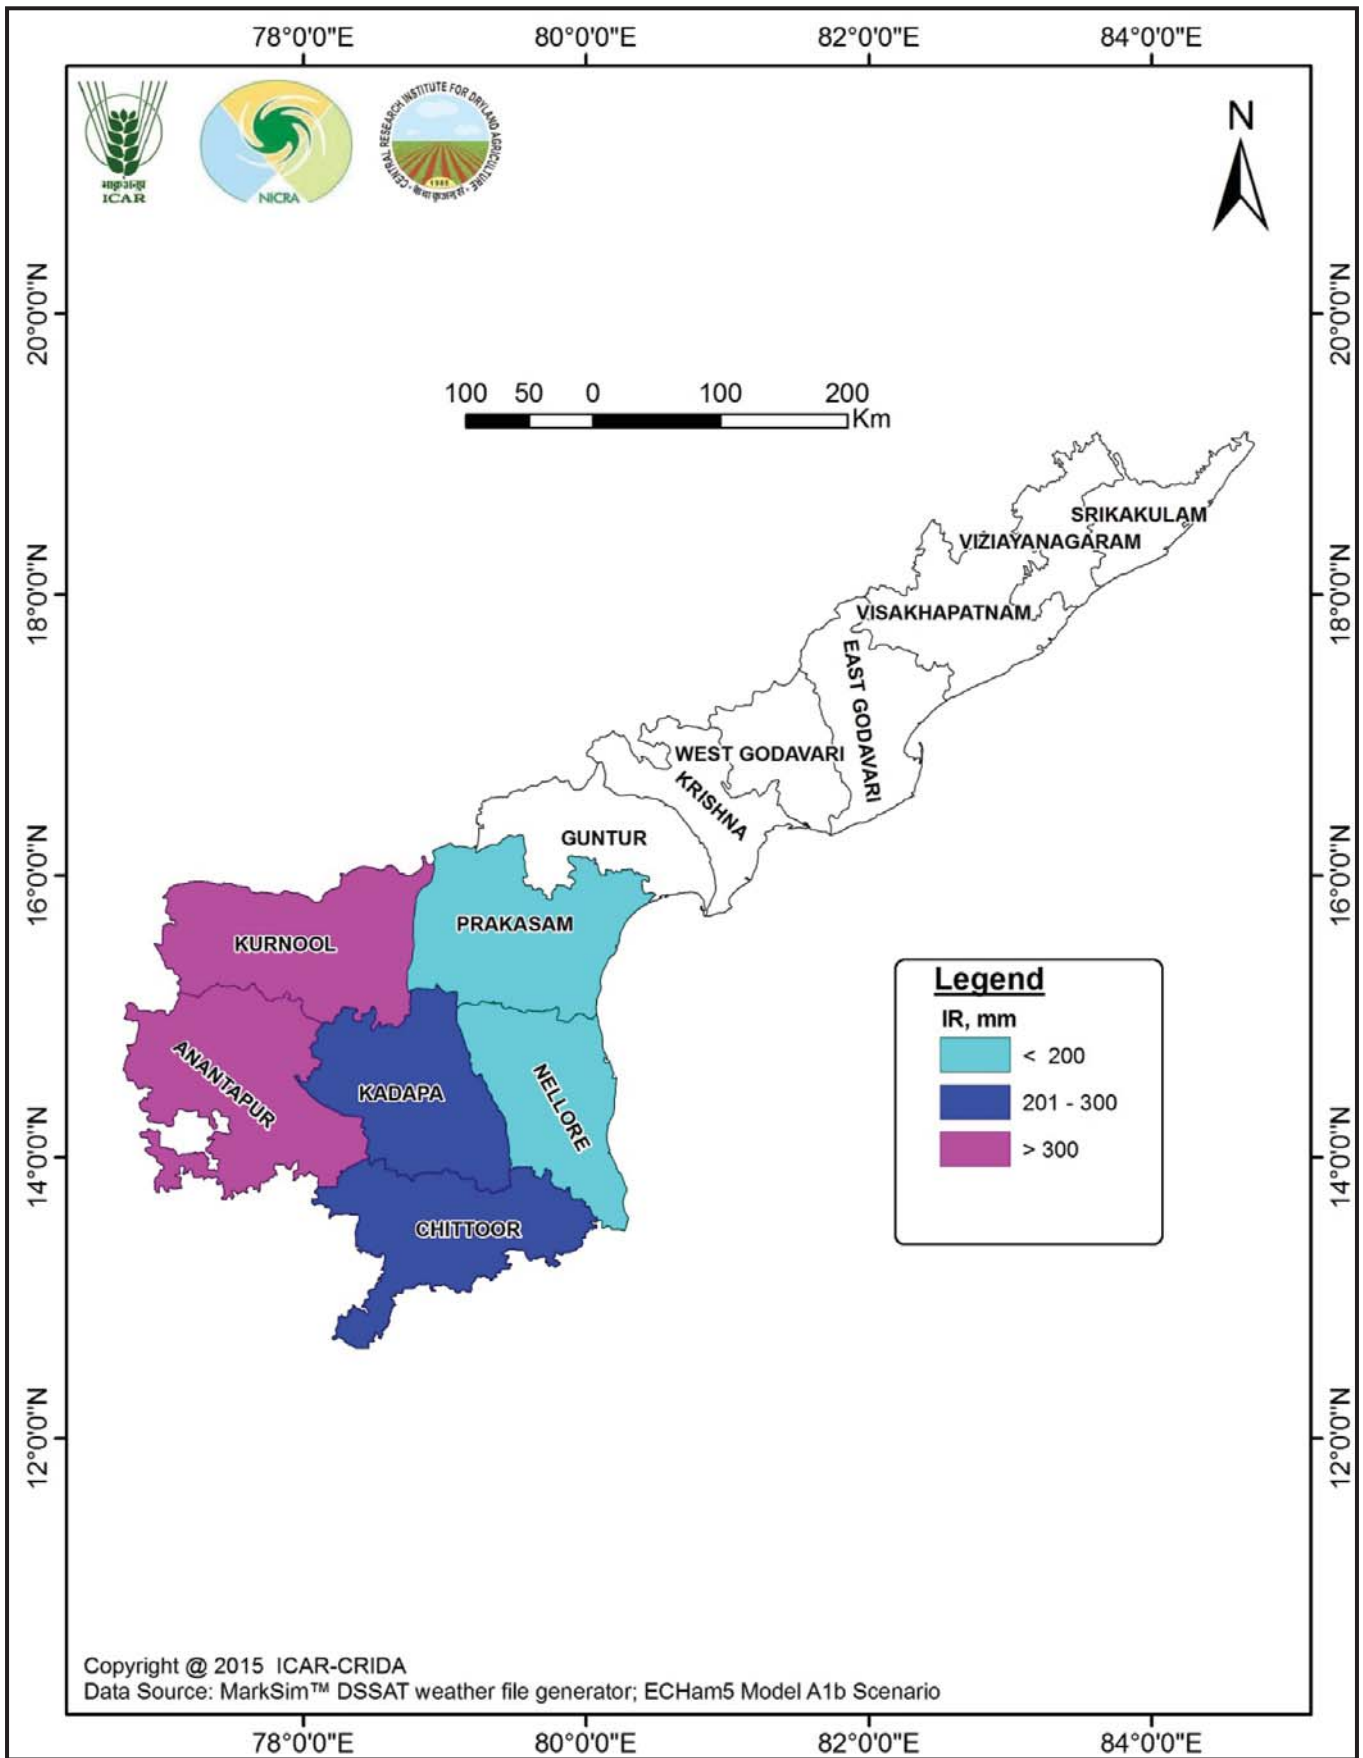 78°0'0"E 80°0'0"E 82°0'0"E 84°0'0"E
ICAR
NICRA
CENTRAL RESEARCH INSTITUTE FOR DRYLAND AGRICULTURE
1985
N
20°0'0"N 20°0'0"N
100 50 0 100 200
Km
SRIKAKULAM
VIZIAYANAGARAM
18°0'0"N 18°0'0"N
VISAKHAPATNAM
EAST GODAVARI
WEST GODAVARI
KRISHNA
GUNTUR
16°0'0"N 16°0'0"N
PRAKASAM
KURNOOL
Legend
IR, mm
< 200
201 - 300
> 300
ANANTAPUR
KADAPA
NELLORE
14°0'0"N 14°0'0"N
CHITTOOR
12°0'0"N 12°0'0"N
Copyright @ 2015 ICAR-CRIDA
Data Source: MarkSim™ DSSAT weather file generator; ECHam5 Model A1b Scenario
78°0'0"E 80°0'0"E 82°0'0"E 84°0'0"E